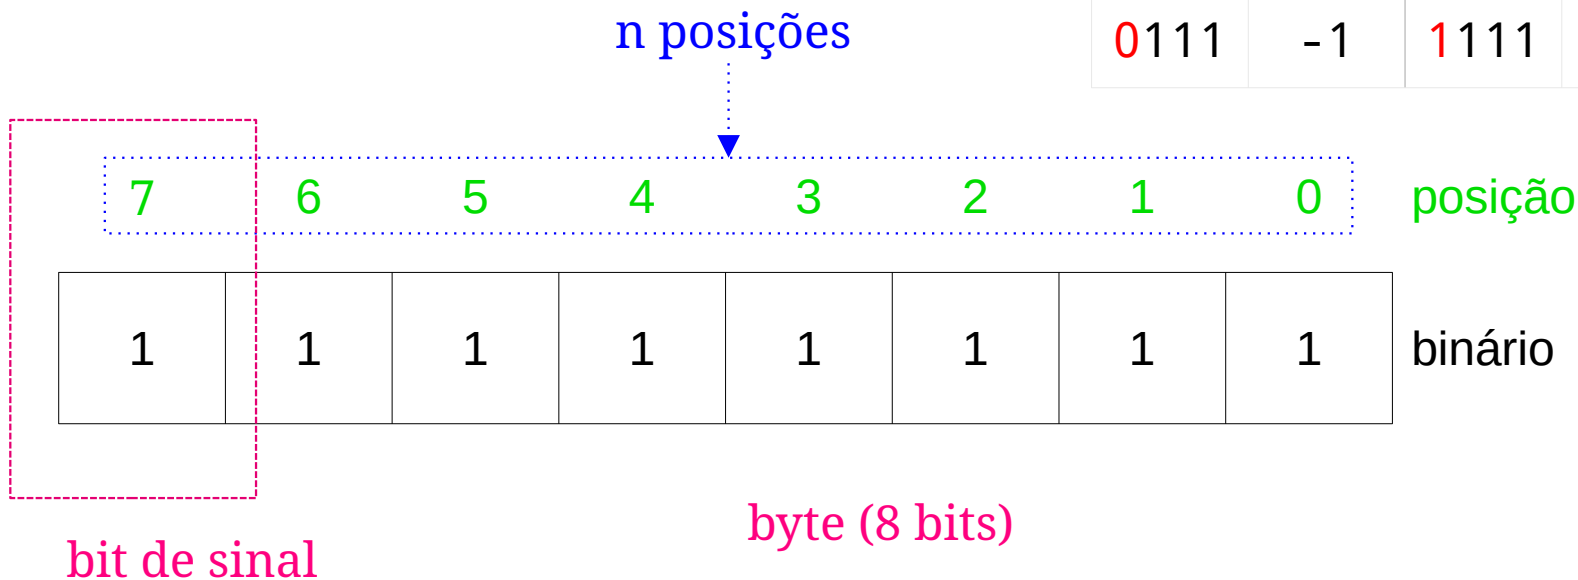 n posições
0111 -1 1111
7 6 5 4 3 2 1 0 posição
1 1 1 1 1 1 1 1 binário
byte (8 bits)
bit de sinal